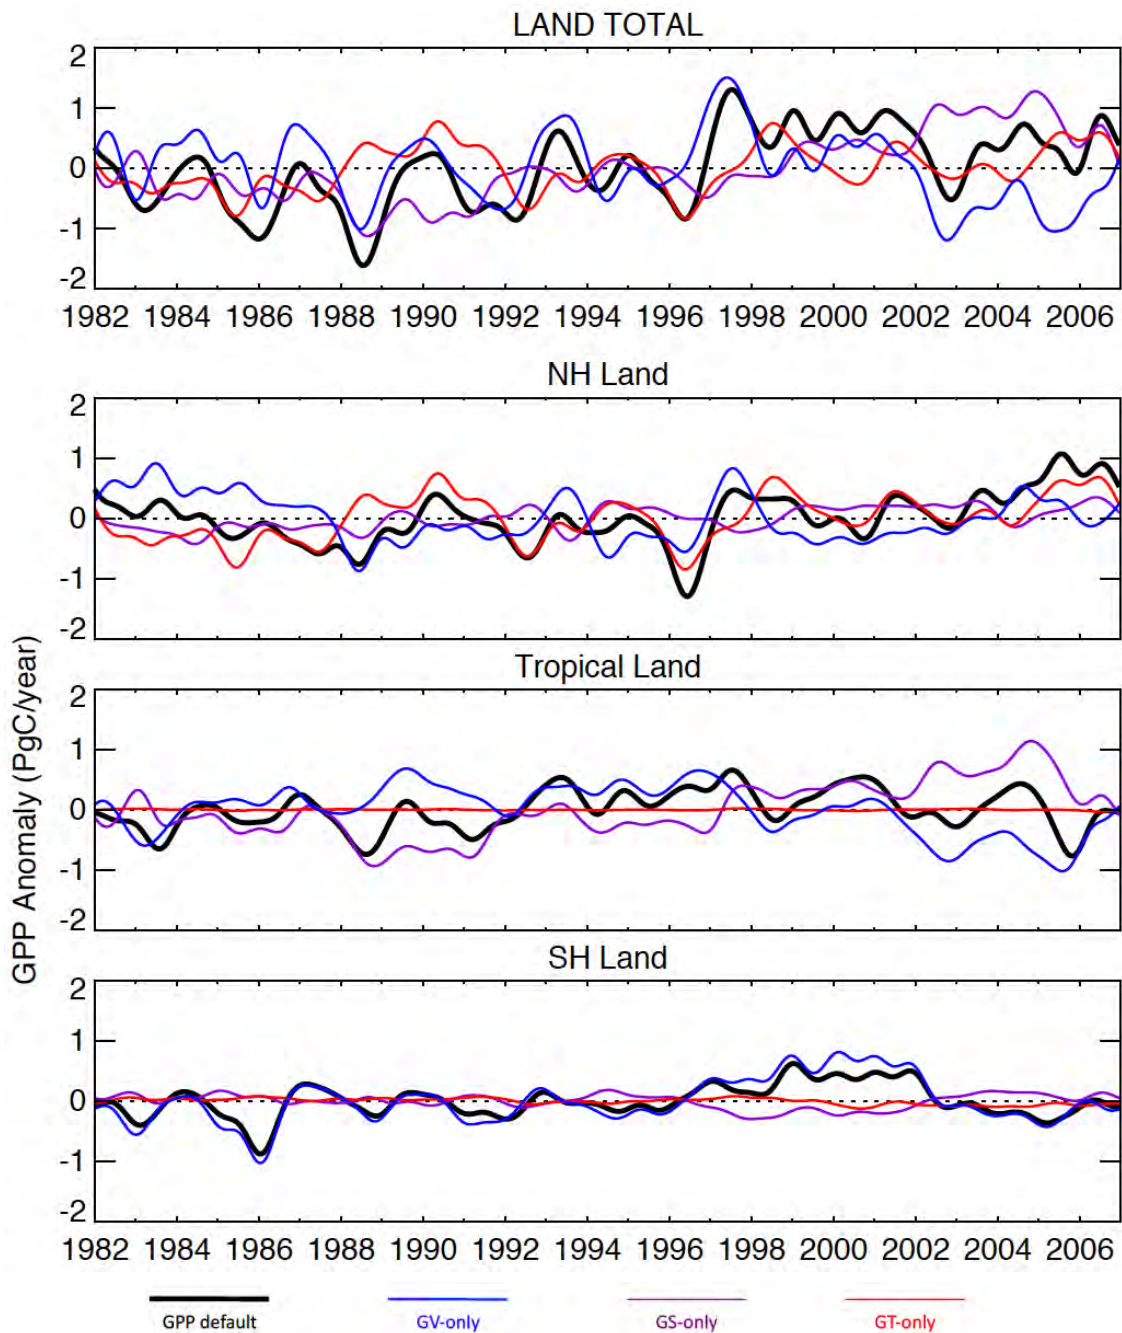 LAND TOTAL
2
1
0
-1
-2
1982 1984 1986 1988 1990 1992 1994 1996 1998 2000 2002 2004 2006
NH Land
2
1
0
-1
-2
Tropical Land
2
1
0
-1
-2
GPP Anomaly (PgC/year)
SH Land
2
1
0
-1
-2
1982 1984 1986 1988 1990 1992 1994 1996 1998 2000 2002 2004 2006
GPP default GV-only GS-only GT-only